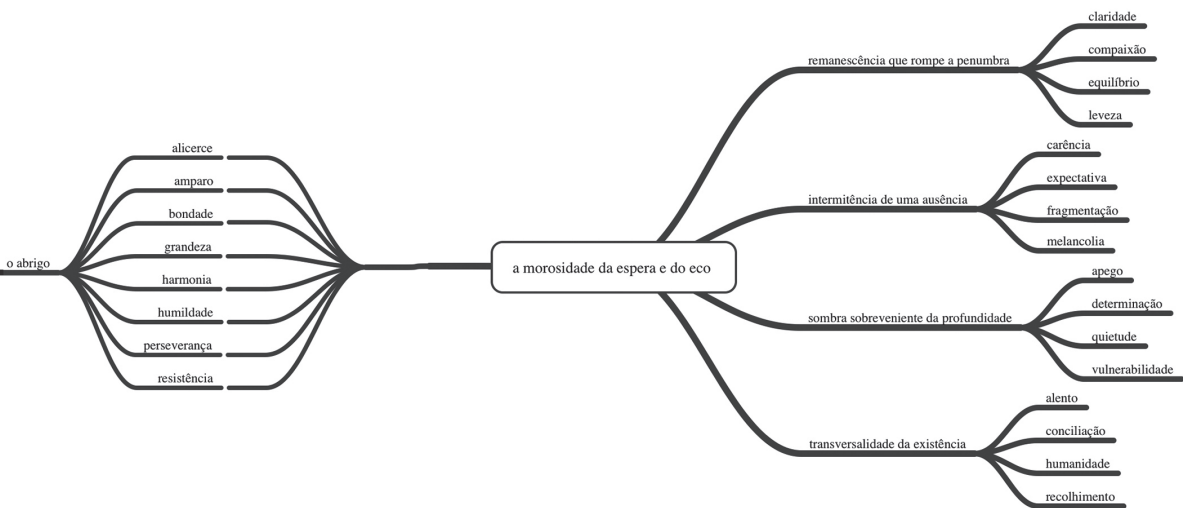 o abrigo
alicerce
amparo
bondade
grandeza
harmonia
humildade
perseverança
resistência
a morosidade da espera e do eco
remanescência que rompe a penumbra
claridade
compaixão
equilíbrio
leveza
intermitência de uma ausência
carência
expectativa
fragmentação
melancolia
sombra sobreveniente da profundidade
apego
determinação
quietude
vulnerabilidade
transversalidade da existência
alento
conciliação
humanidade
recolhimento